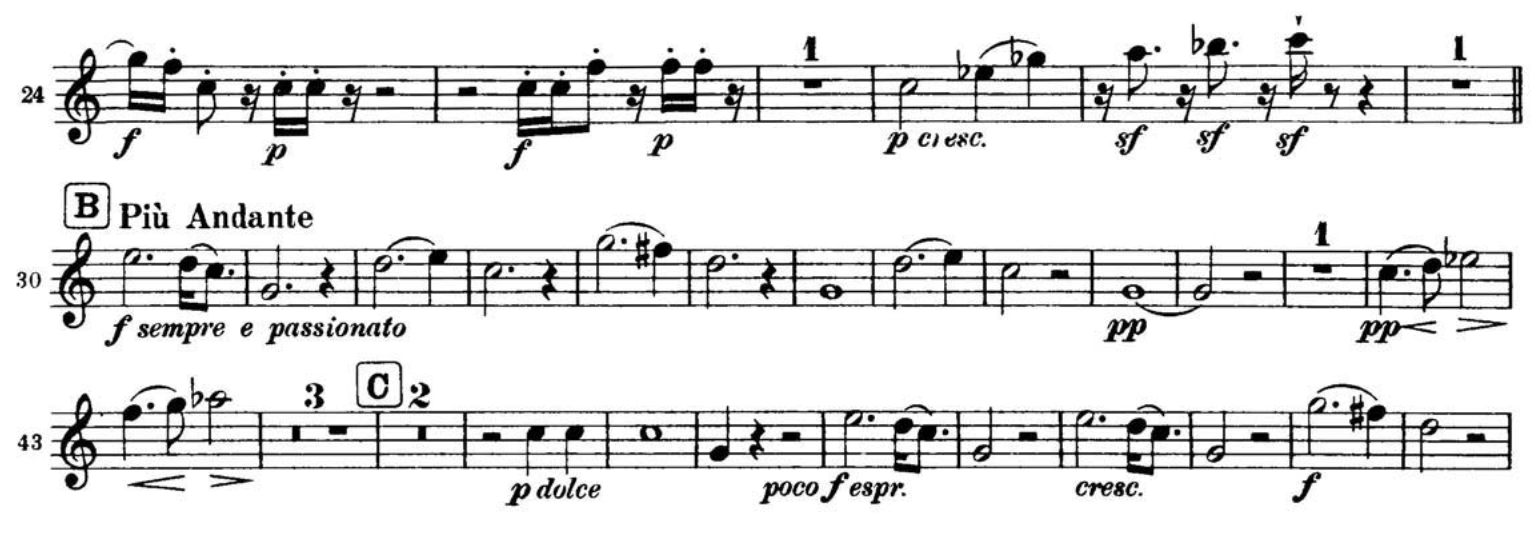 1 1
24
f p f p p cresc. sf sf sf
B Più Andante
1
30
f sempre e passionato pp pp
3 C 2
43
p dolce poco f espr. cresc. f